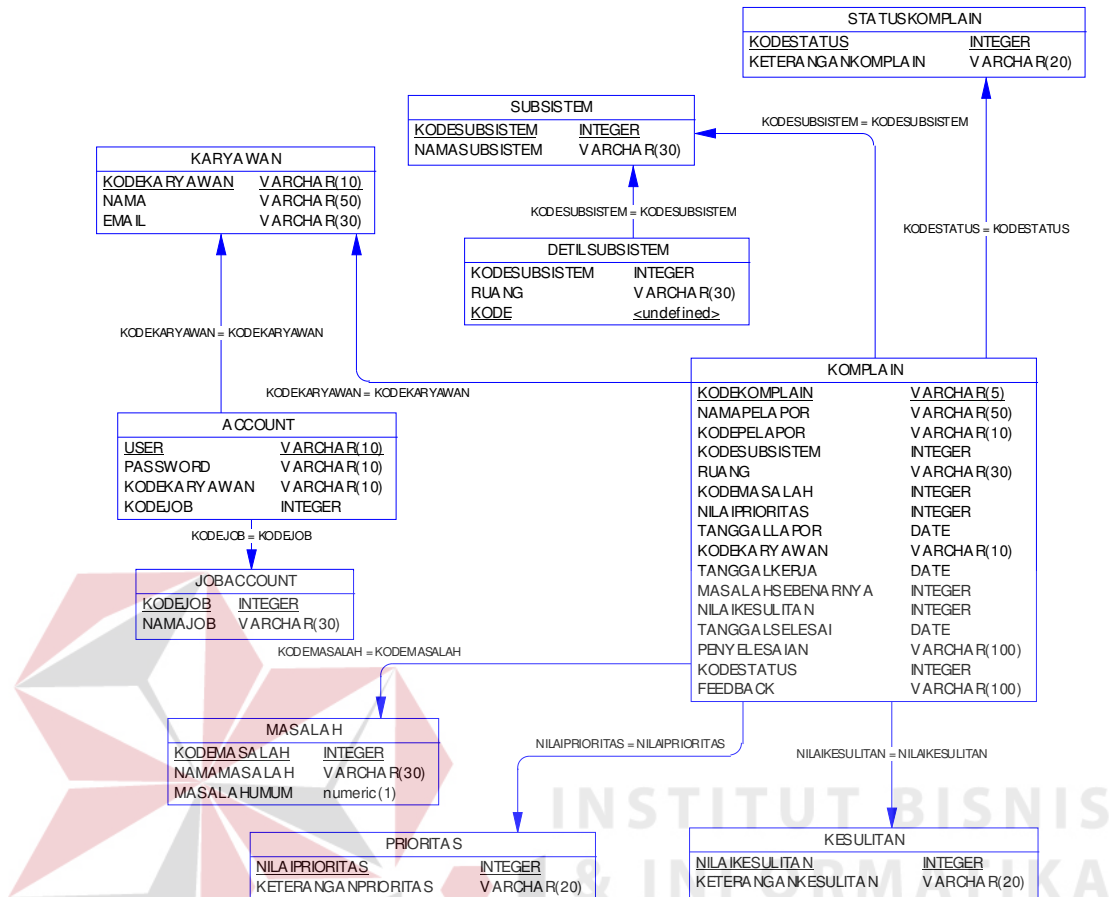 STATUSKOMPLAIN
KODESTATUS INTEGER
KETERANGANKOMPLAIN VARCHAR(20)
SUBSISTEM
KODESUBSISTEM INTEGER
NAMASUBSISTEM VARCHAR(30)
KODESUBSISTEM = KODESUBSISTEM
KARYAWAN
KODEKARYAWAN VARCHAR(10)
NAMA VARCHAR(50)
EMAIL VARCHAR(30)
KODESUBSISTEM = KODESUBSISTEM
KODESTATUS = KODESTATUS
DETILSUBSISTEM
KODESUBSISTEM INTEGER
RUANG VARCHAR(30)
KODE <undefined>
KODEKARYAWAN = KODEKARYAWAN
KODEKARYAWAN = KODEKARYAWAN
KOMPLAIN
KODEKOMPLAIN VARCHAR(5)
NAMAPELAPOR VARCHAR(50)
KODEPELAPOR VARCHAR(10)
KODESUBSISTEM INTEGER
RUANG VARCHAR(30)
KODEMASALAH INTEGER
NILAIPRIORITAS INTEGER
TANGGALLAPOR DATE
KODEKARYAWAN VARCHAR(10)
TANGGALKERJA DATE
MASALAHSEBENARNYA INTEGER
NILAIKESULITAN INTEGER
TANGGALSELESAI DATE
PENYELESAIAN VARCHAR(100)
KODESTATUS INTEGER
FEEDBACK VARCHAR(100)
ACCOUNT
USER VARCHAR(10)
PASSWORD VARCHAR(10)
KODEKARYAWAN VARCHAR(10)
KODEJOB INTEGER
KODEJOB = KODEJOB
JOBACCOUNT
KODEJOB INTEGER
NAMAJOB VARCHAR(30)
KODEMASALAH = KODEMASALAH
MASALAH
KODEMASALAH INTEGER
NAMAMASALAH VARCHAR(30)
MASALAHUMUM numeric(1)
NILAIPRIORITAS = NILAIPRIORITAS
NILAIKESULITAN = NILAIKESULITAN
INSTITUT BISNIS
& INFORMATIKA
PRIORITAS
NILAIPRIORITAS INTEGER
KETERANGANPRIORITAS VARCHAR(20)
KESULITAN
NILAIKESULITAN INTEGER
KETERANGANKESULITAN VARCHAR(20)